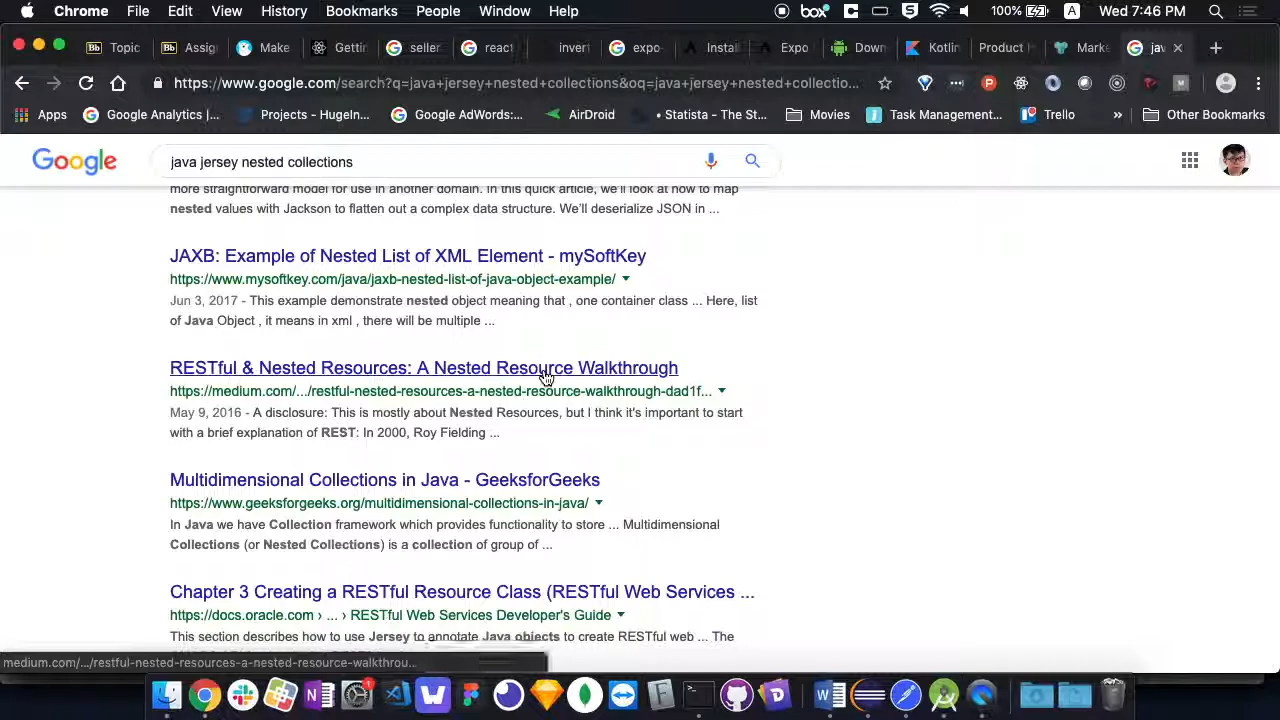 Chrome File Edit View History Bookmarks People Window Help box 5 100% A Wed 7:46 PM
Bb Topic Bb Assig Make Gettin seller react invert expo- Install Expo Down Kotlin Product Marke jav
https://www.google.com/search?q=java+jersey+nested+collections&oq=java+jersey+nested+collectio...
Apps Google Analytics |... Projects - HugeIn... Google AdWords:... AirDroid • Statista - The St... Movies Task Management... Trello » Other Bookmarks
Google java jersey nested collections
more straightforward model for use in another domain. In this quick article, we'll look at how to map
nested values with Jackson to flatten out a complex data structure. We'll deserialize JSON in ...
JAXB: Example of Nested List of XML Element - mySoftKey
https://www.mysoftkey.com/java/jaxb-nested-list-of-java-object-example/
Jun 3, 2017 - This example demonstrate nested object meaning that , one container class ... Here, list
of Java Object , it means in xml , there will be multiple ...
RESTful & Nested Resources: A Nested Resource Walkthrough
https://medium.com/.../restful-nested-resources-a-nested-resource-walkthrough-dad1f...
May 9, 2016 - A disclosure: This is mostly about Nested Resources, but I think it's important to start
with a brief explanation of REST: In 2000, Roy Fielding ...
Multidimensional Collections in Java - GeeksforGeeks
https://www.geeksforgeeks.org/multidimensional-collections-in-java/
In Java we have Collection framework which provides functionality to store ... Multidimensional
Collections (or Nested Collections) is a collection of group of ...
Chapter 3 Creating a RESTful Resource Class (RESTful Web Services ...
https://docs.oracle.com › ... › RESTful Web Services Developer's Guide
This section describes how to use Jersey to annotate Java objects to create RESTful web ... The
medium.com/.../restful-nested-resources-a-nested-resource-walkthrou...